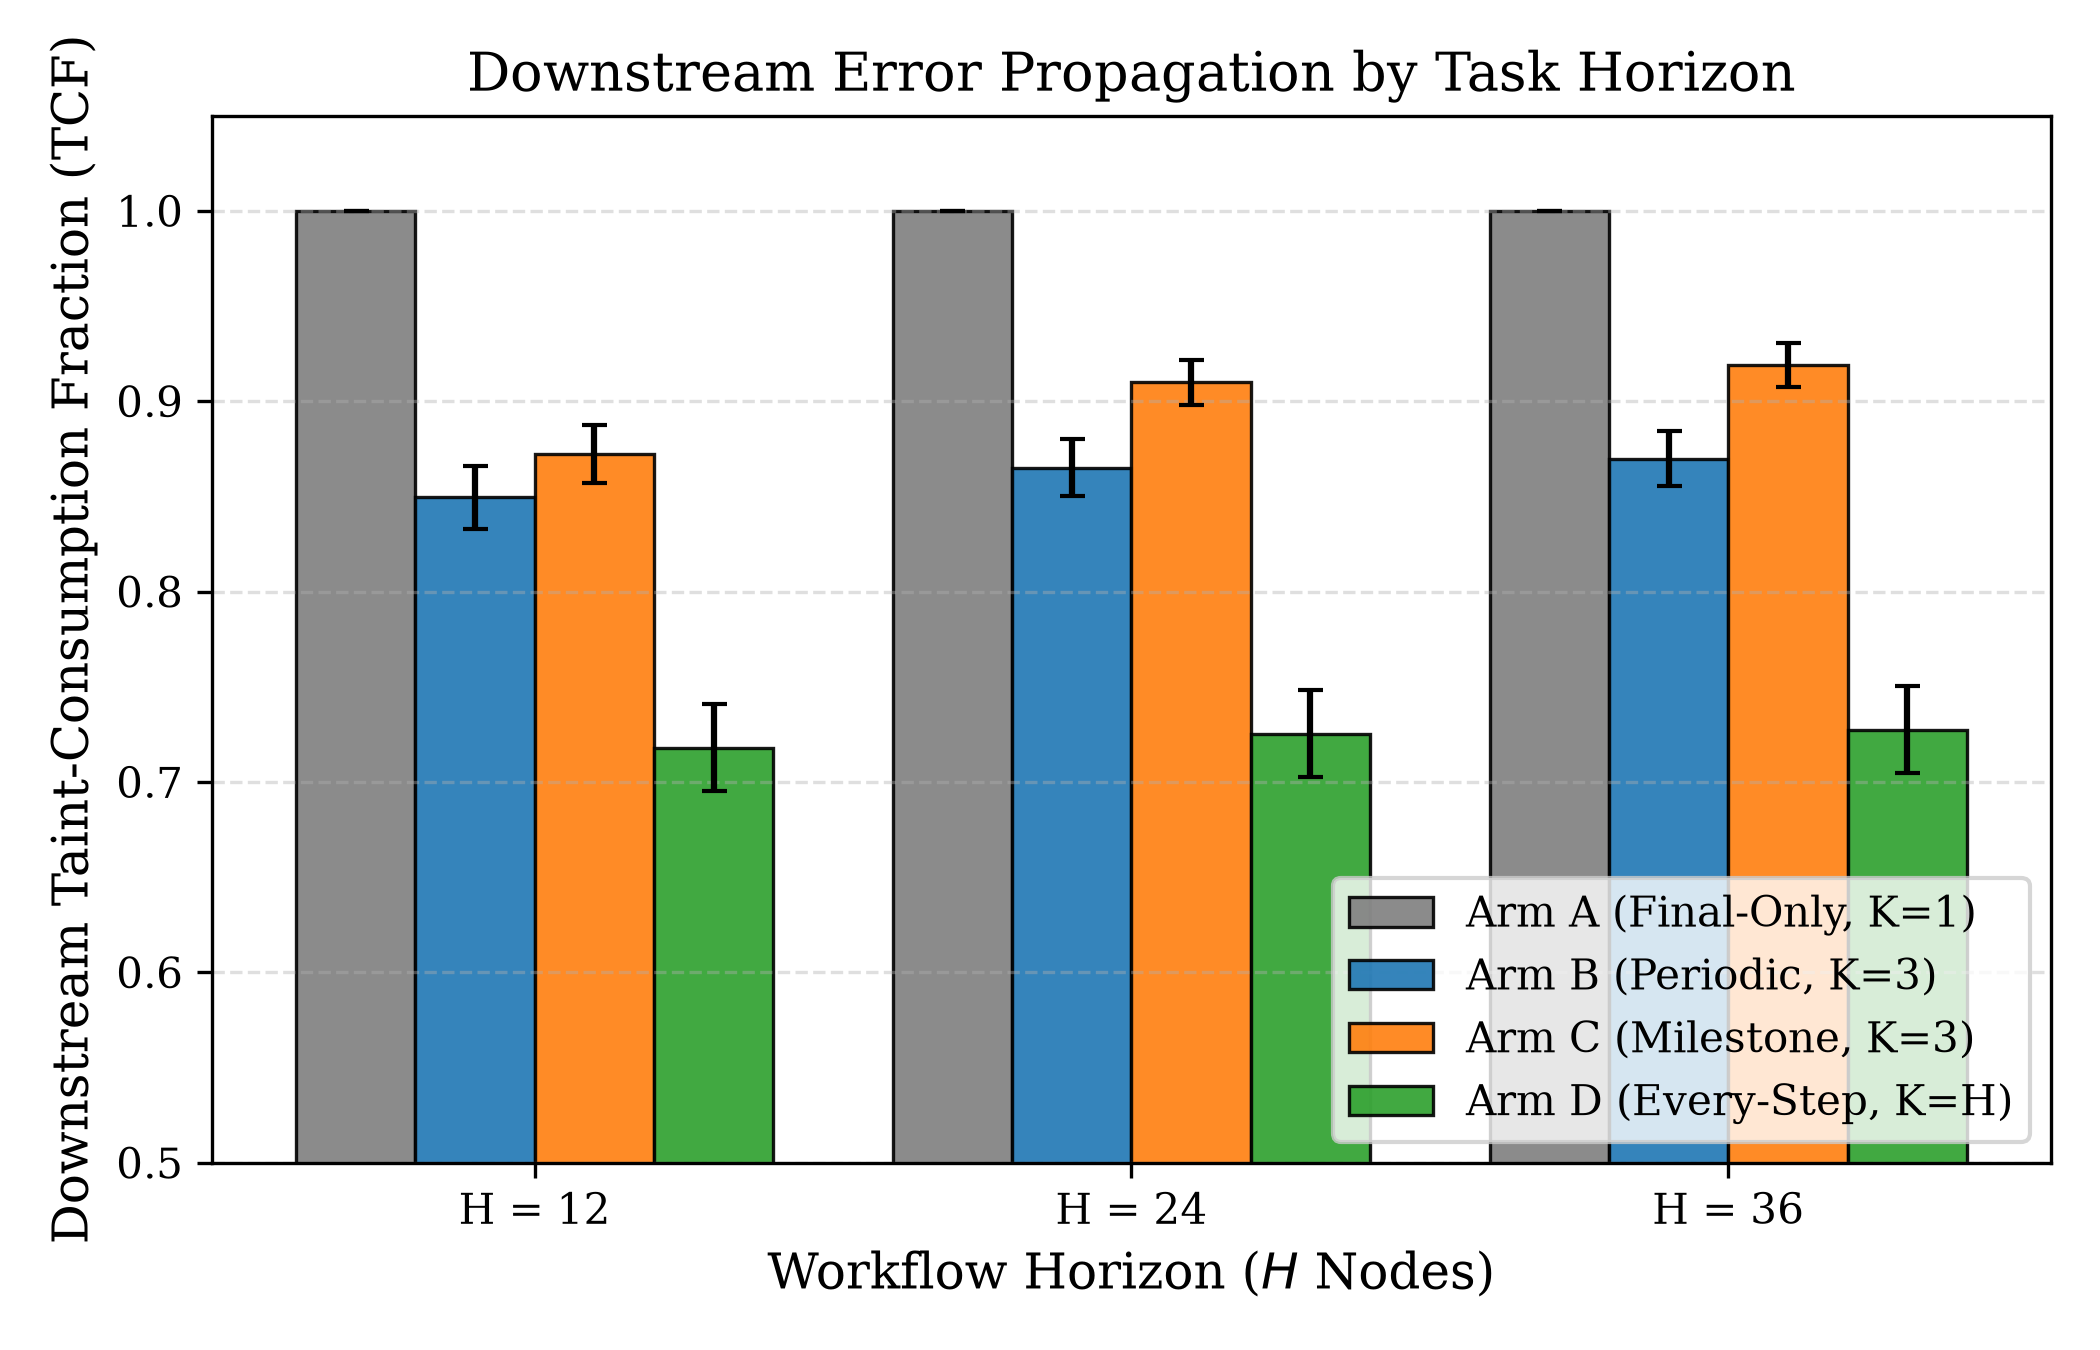 Downstream Error Propagation by Task Horizon
Downstream Taint-Consumption Fraction (TCF)
1.0
0.9
0.8
0.7
0.6
0.5
Arm A (Final-Only, K=1)
Arm B (Periodic, K=3)
Arm C (Milestone, K=3)
Arm D (Every-Step, K=H)
H = 12
H = 24
H = 36
Workflow Horizon (H Nodes)